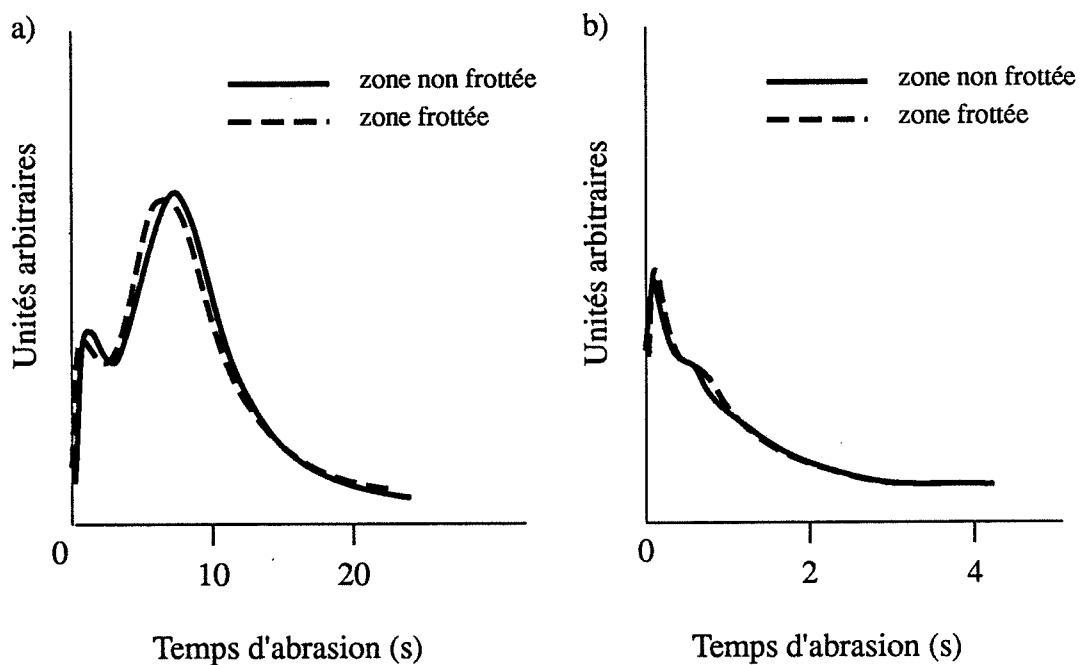 a)
zone non frottée
zone frottée
Unités arbitraires
0
10
20
Temps d'abrasion (s)
b)
zone non frottée
zone frottée
Unités arbitraires
0
2
4
Temps d'abrasion (s)